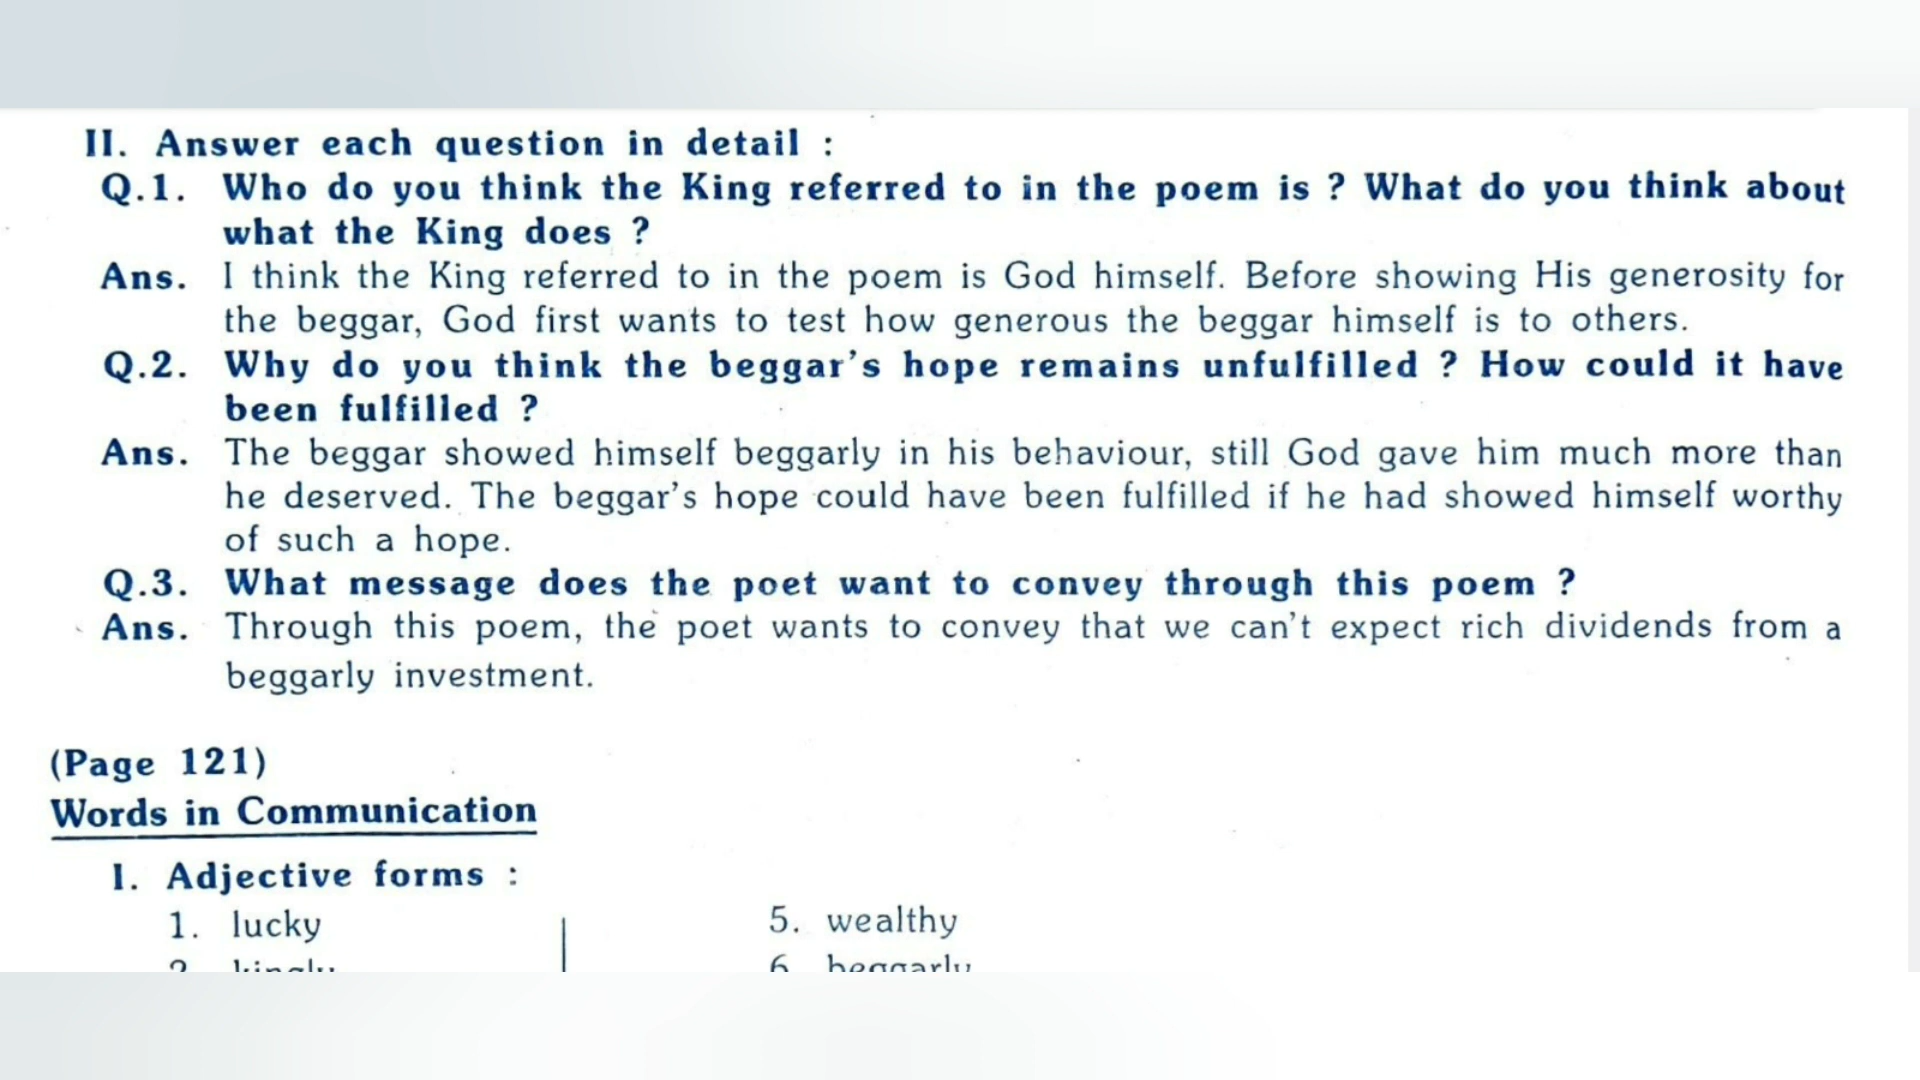 II. Answer each question in detail :
Q.1. Who do you think the King referred to in the poem is ? What do you think about
what the King does ?
Ans. I think the King referred to in the poem is God himself. Before showing His generosity for
the beggar, God first wants to test how generous the beggar himself is to others.
Q.2. Why do you think the beggar's hope remains unfulfilled ? How could it have
been fulfilled ?
Ans. The beggar showed himself beggarly in his behaviour, still God gave him much more than
he deserved. The beggar's hope could have been fulfilled if he had showed himself worthy
of such a hope.
Q.3. What message does the poet want to convey through this poem ?
Ans. Through this poem, the poet wants to convey that we can't expect rich dividends from a
beggarly investment.
(Page 121)
Words in Communication
I. Adjective forms :
1. lucky
5. wealthy
2. kingly
6 beggarly